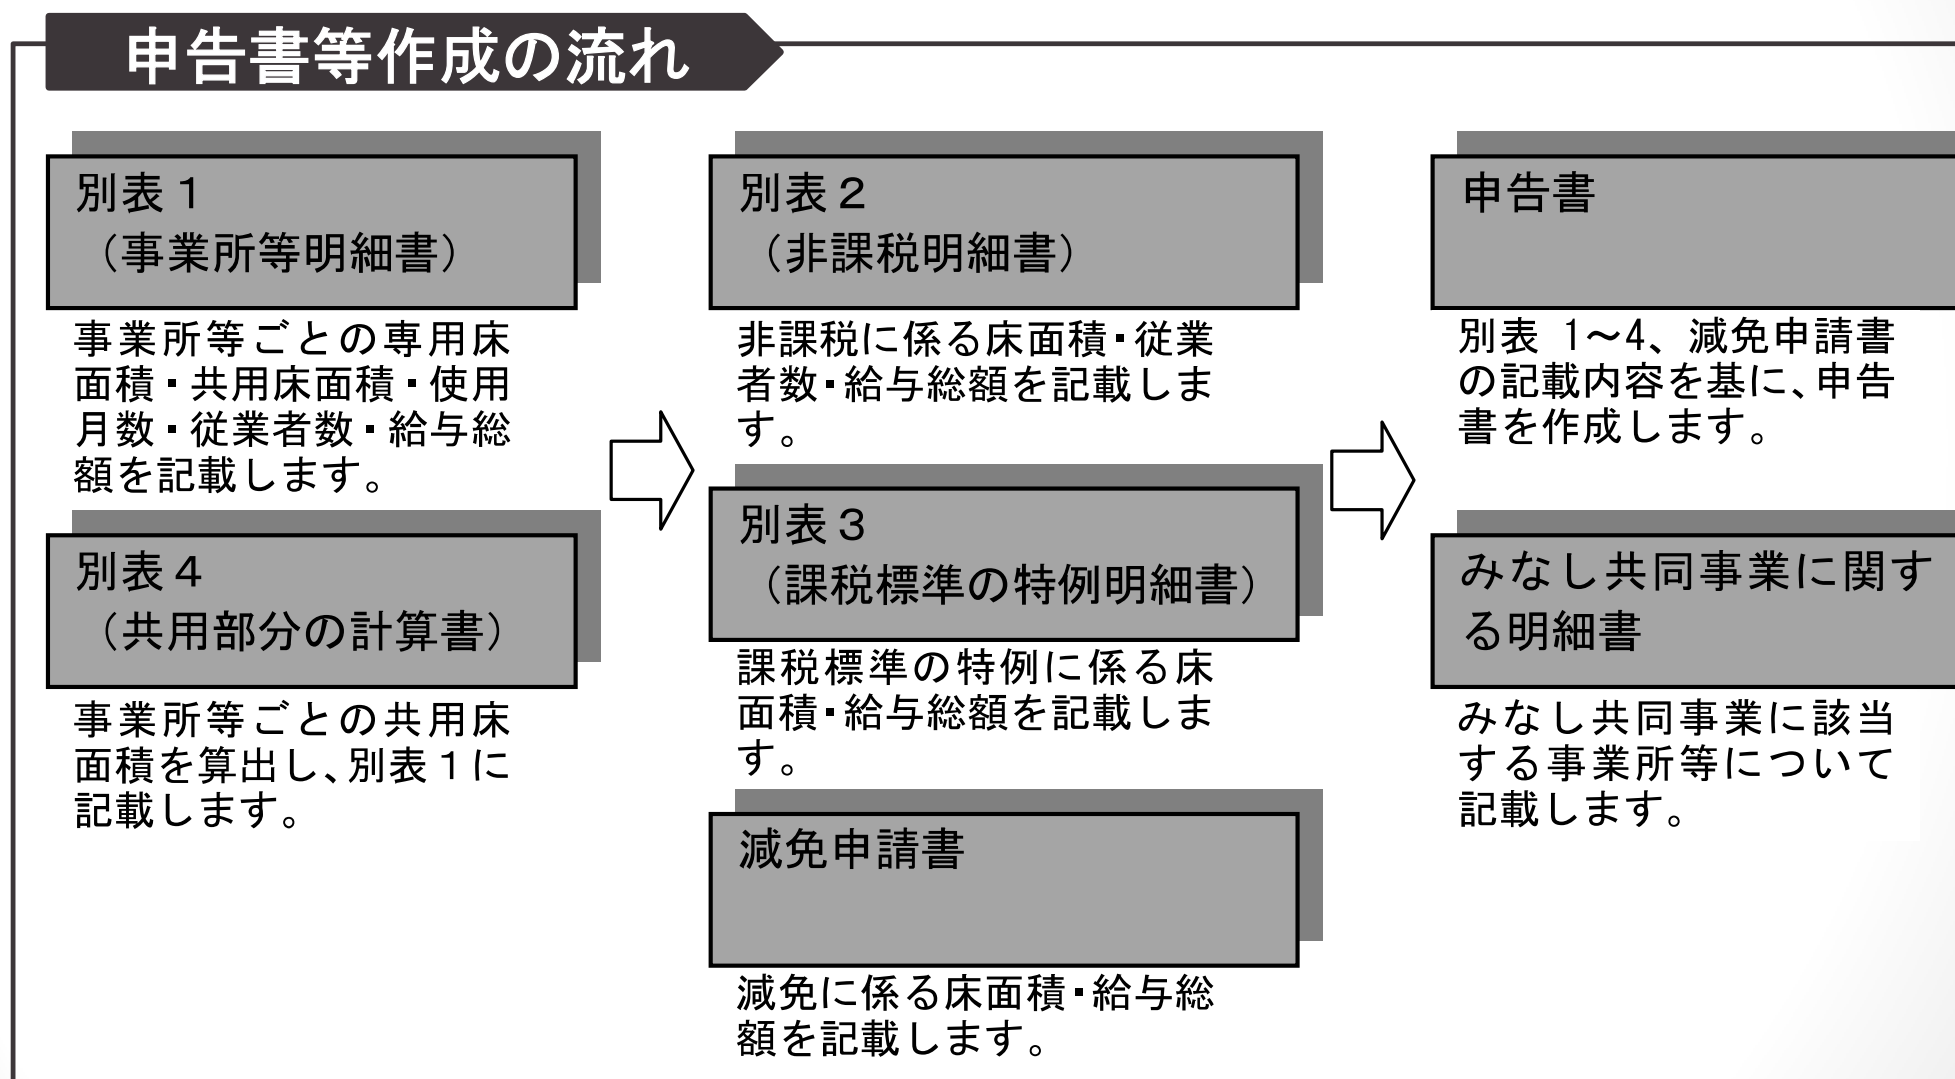 申告書等作成の流れ
別表１
（事業所等明細書）
事業所等ごとの専用床
面積・共用床面積・使用
月数・従業者数・給与総
額を記載します。
別表４
（共用部分の計算書）
事業所等ごとの共用床
面積を算出し、別表１に
記載します。
別表２
（非課税明細書）
非課税に係る床面積・従業
者数・給与総額を記載しま
す。
別表３
（課税標準の特例明細書）
課税標準の特例に係る床
面積・給与総額を記載しま
す。
減免申請書
減免に係る床面積・給与総
額を記載します。
申告書
別表 1～4、減免申請書
の記載内容を基に、申告
書を作成します。
みなし共同事業に関す
る明細書
みなし共同事業に該当
する事業所等について
記載します。